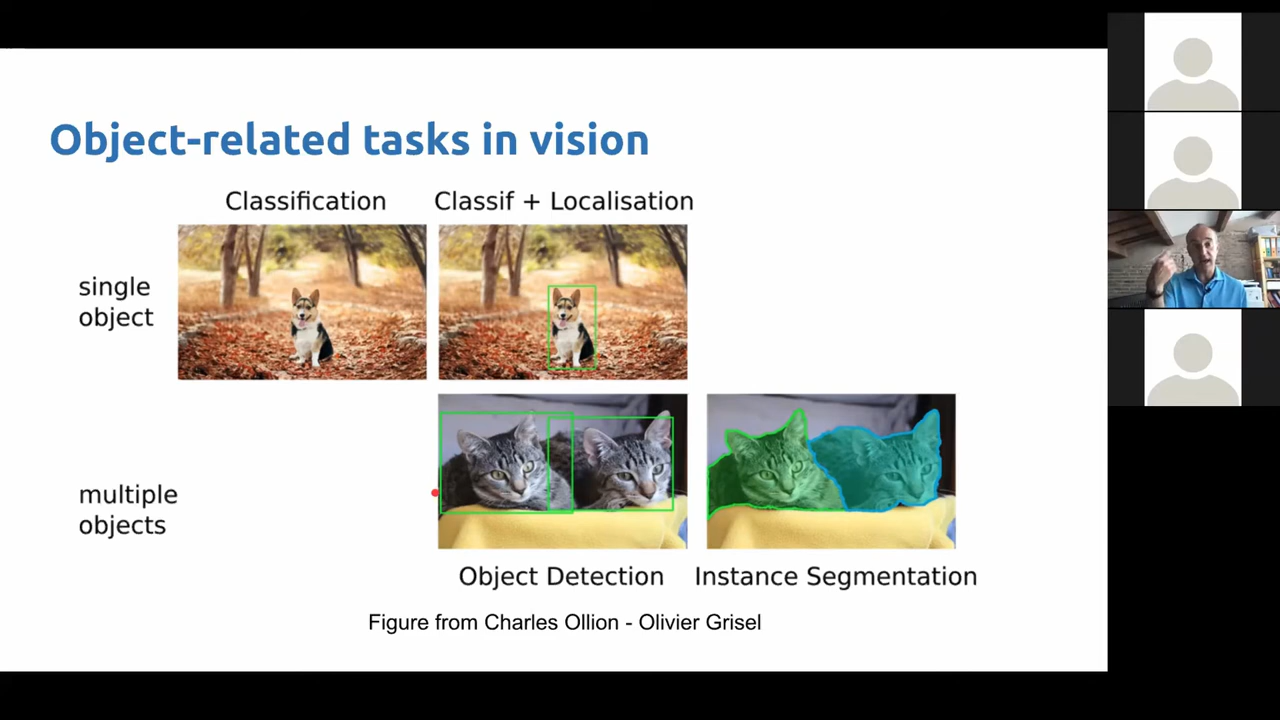 Object-related tasks in vision
Classification
Classif + Localisation
single
object
multiple
objects
Object Detection
Instance Segmentation
Figure from Charles Ollion - Olivier Grisel